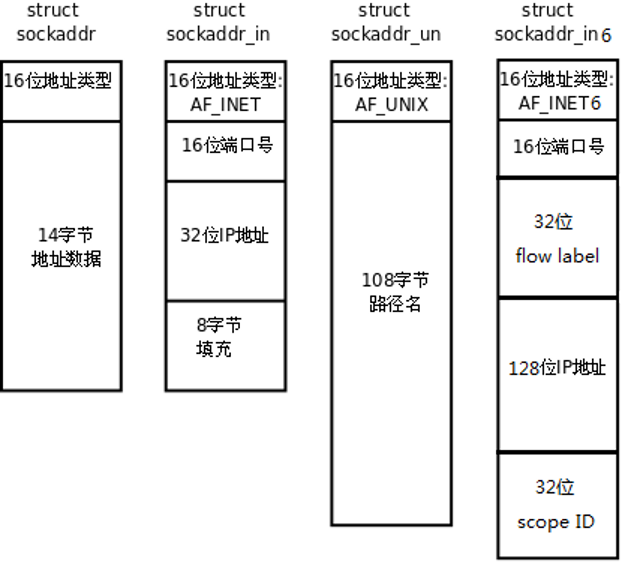 struct
sockaddr
16位地址类型
14字节
地址数据
struct
sockaddr_in
16位地址类型:
AF_INET
16位端口号
32位IP地址
8字节
填充
struct
sockaddr_un
16位地址类型:
AF_UNIX
108字节
路径名
struct
sockaddr_in6
16位地址类型:
AF_INET6
16位端口号
32位
flow label
128位IP地址
32位
scope ID